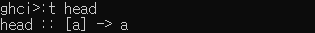 ghci>:t head
head :: [a] -> a